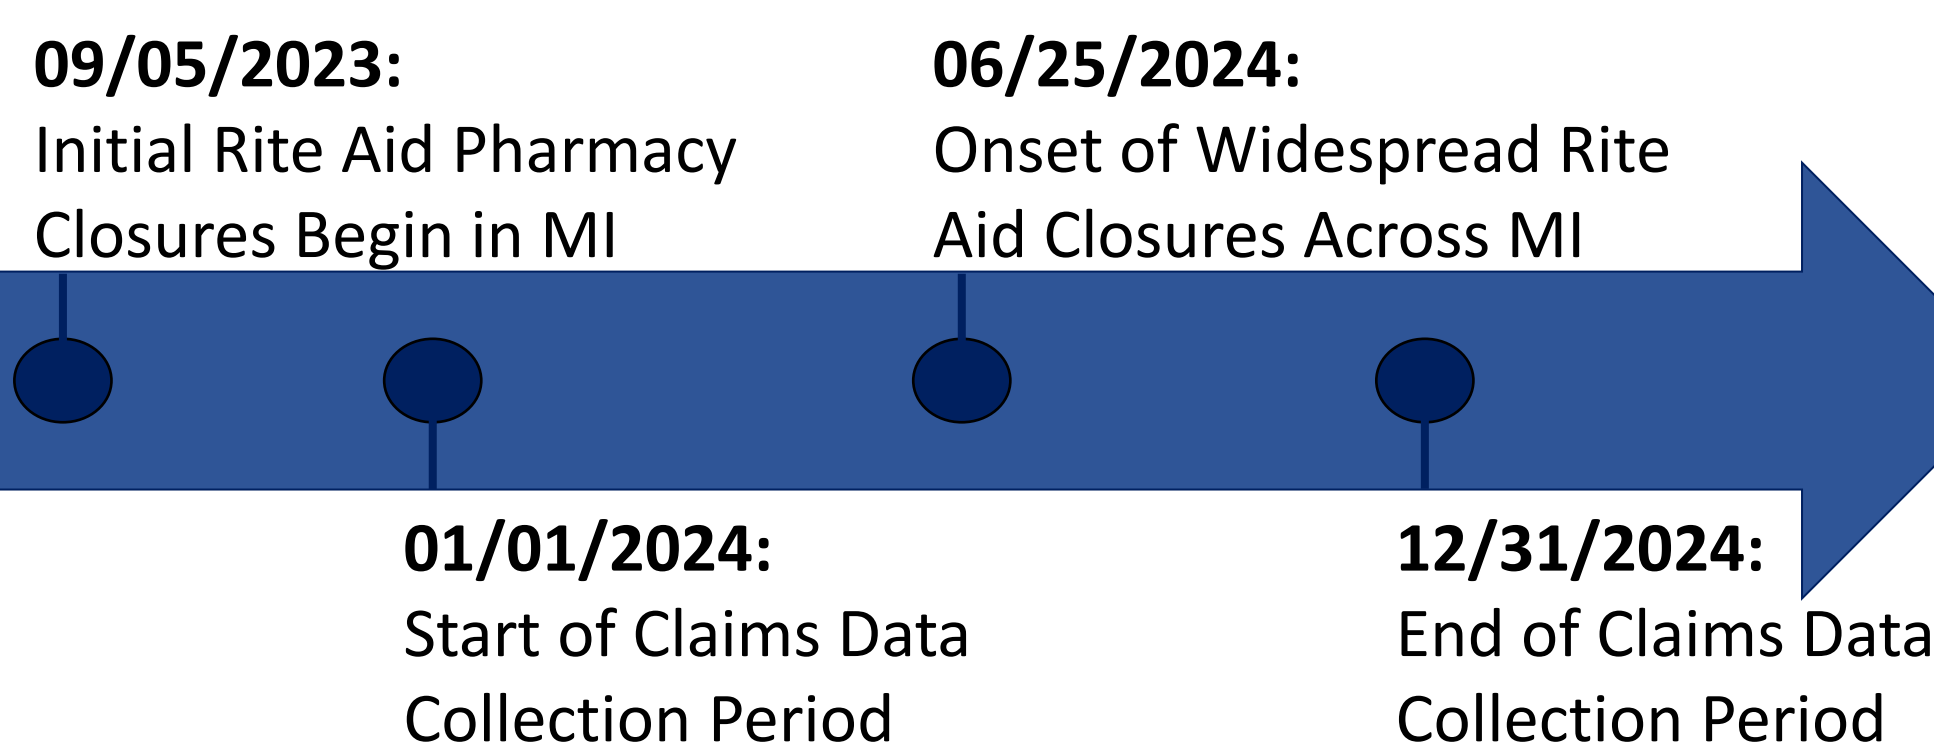 09/05/2023:
Initial Rite Aid Pharmacy
Closures Begin in MI
06/25/2024:
Onset of Widespread Rite
Aid Closures Across MI
01/01/2024:
Start of Claims Data
Collection Period
12/31/2024:
End of Claims Data
Collection Period